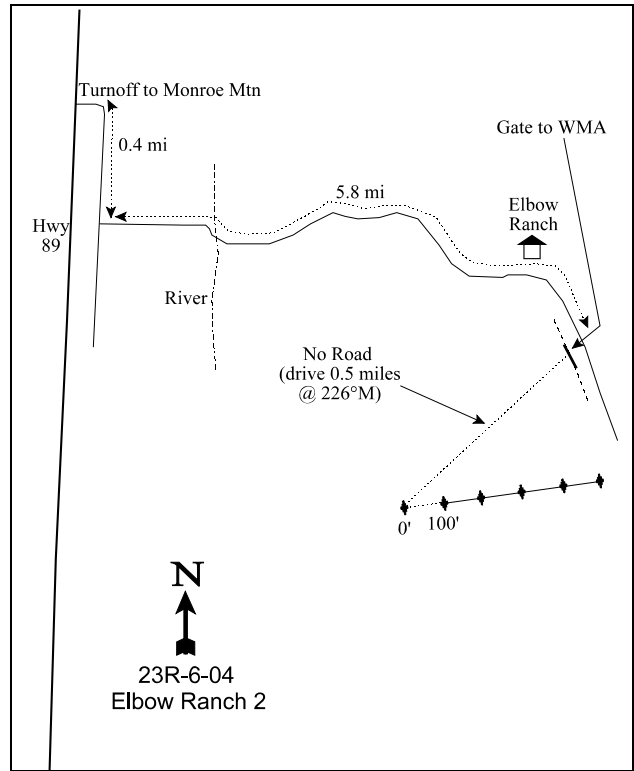 Turnoff to Monroe Mtn
0.4 mi
Gate to WMA
5.8 mi
Elbow
Ranch
Hwy
89
River
No Road
(drive 0.5 miles
@ 226°M)
0'
100'
N
23R-6-04
Elbow Ranch 2